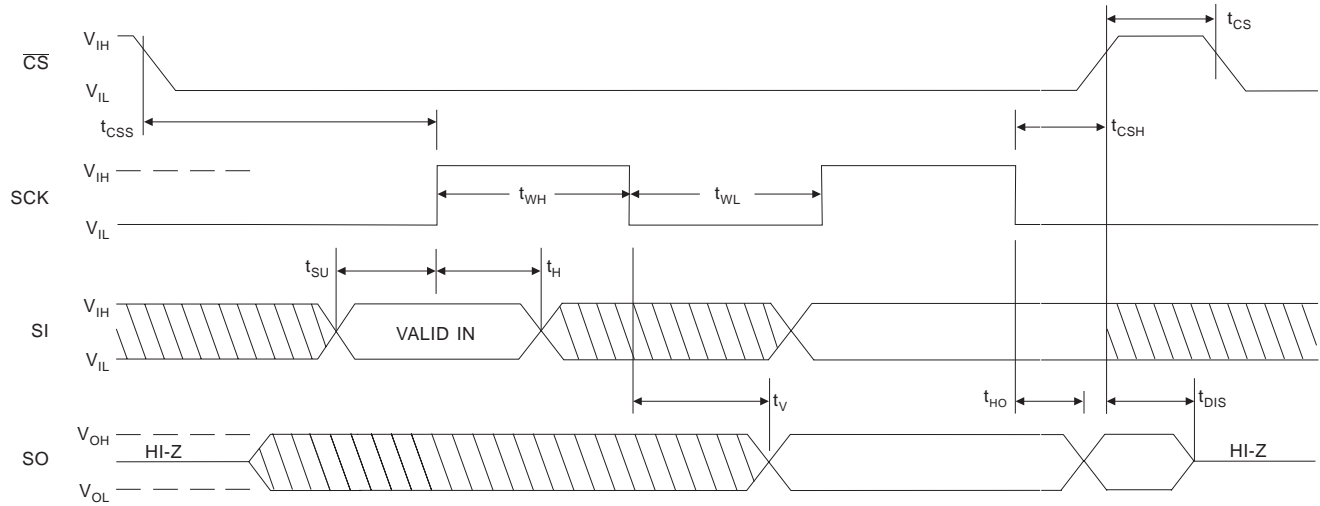 t_CS
V_IH
CS
V_IL
t_CSS
t_CSH
V_IH
SCK
t_WH
t_WL
V_IL
t_SU
t_H
V_IH
SI
VALID IN
V_IL
t_V
t_HO
t_DIS
V_OH
SO
HI-Z
HI-Z
V_OL